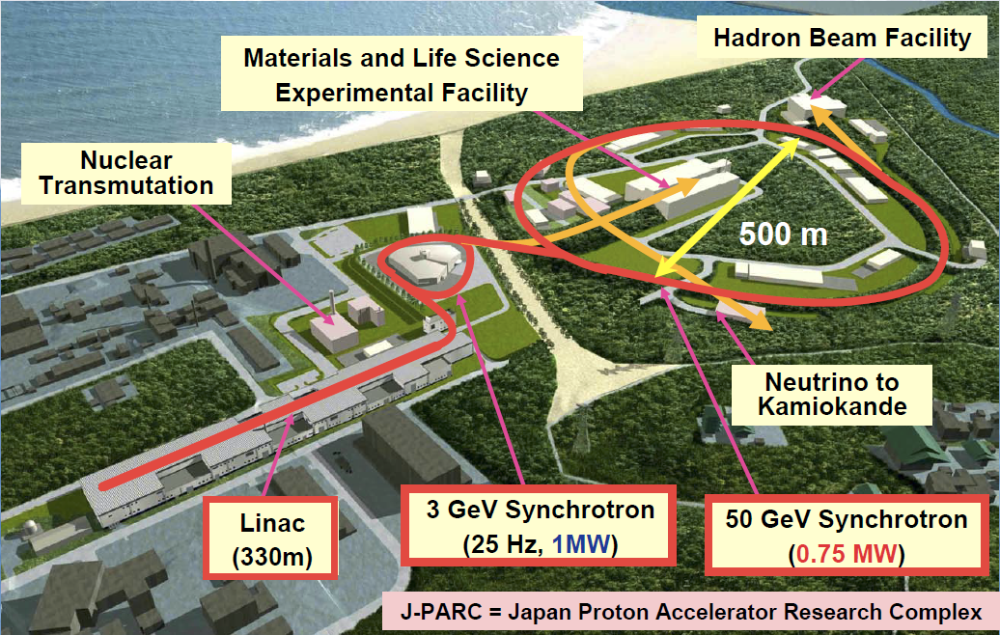 Hadron Beam Facility
Materials and Life Science
Experimental Facility
Nuclear
Transmutation
500 m
Neutrino to
Kamiokande
Linac
(330m)
3 GeV Synchrotron
(25 Hz, 1MW)
50 GeV Synchrotron
(0.75 MW)
J-PARC = Japan Proton Accelerator Research Complex